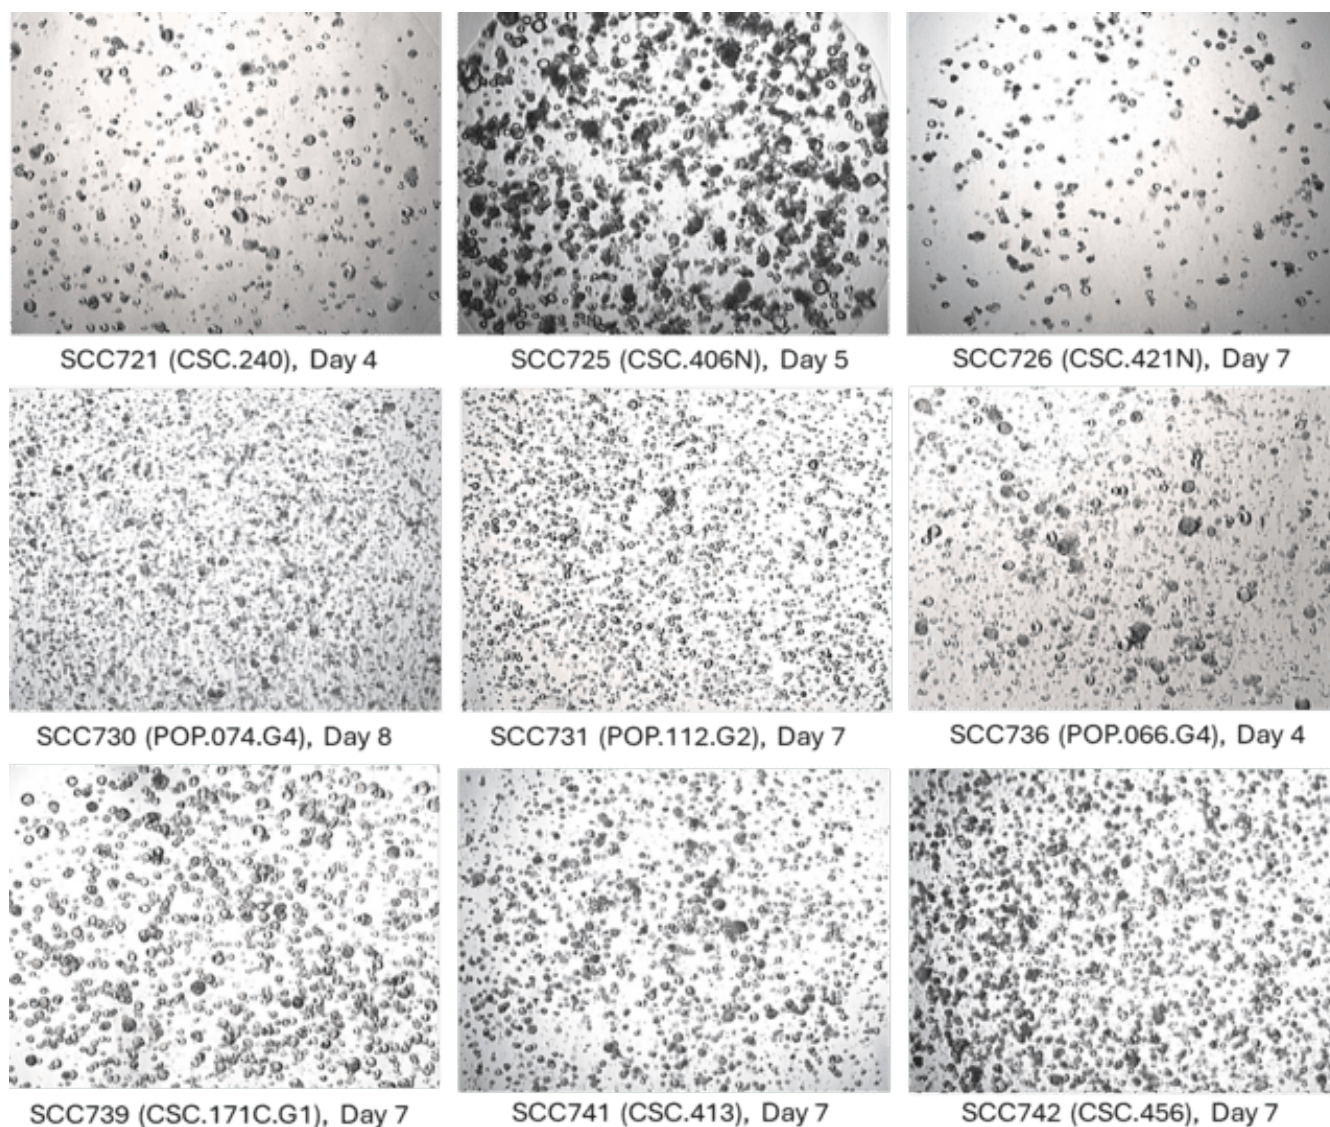 SCC721 (CSC.240), Day 4
SCC725 (CSC.406N), Day 5
SCC726 (CSC.421N), Day 7
SCC730 (POP.074.G4), Day 8
SCC731 (POP.112.G2), Day 7
SCC736 (POP.066.G4), Day 4
SCC739 (CSC.171C.G1), Day 7
SCC741 (CSC.413), Day 7
SCC742 (CSC.456), Day 7